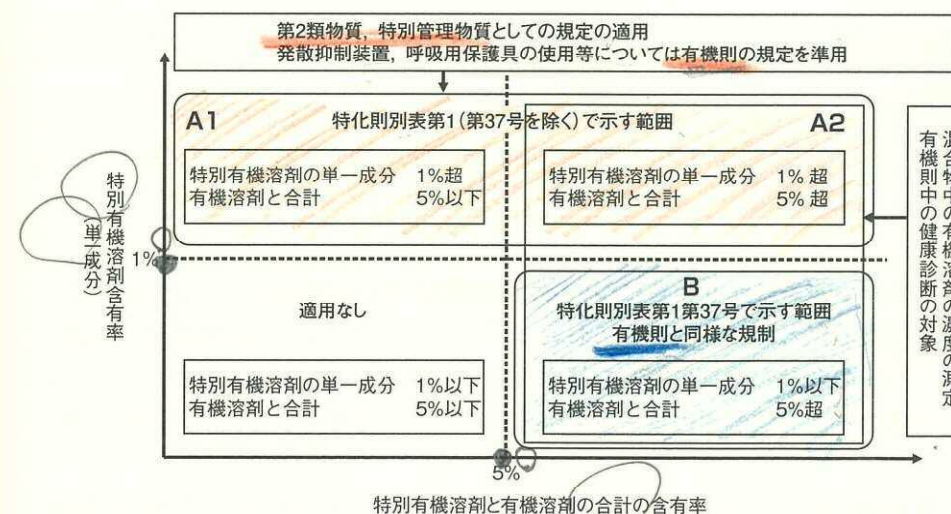 第2類物質，特別管理物質としての規定の適用
発散抑制装置，呼吸用保護具の使用等については有機則の規定を準用
A1
特化則別表第1（第37号を除く）で示す範囲
A2
特別有機溶剤の単一成分 1%超
有機溶剤と合計 5%以下
特別有機溶剤の単一成分 1%超
有機溶剤と合計 5%超
混合物中の有機溶剤の濃度の測定
有機則中の健康診断の対象
特別有機溶剤含有率
（単一成分）
1%
適用なし
特別有機溶剤の単一成分 1%以下
有機溶剤と合計 5%以下
B
特化則別表第1第37号で示す範囲
有機則と同様な規制
特別有機溶剤の単一成分 1%以下
有機溶剤と合計 5%超
5%
特別有機溶剤と有機溶剤の合計の含有率